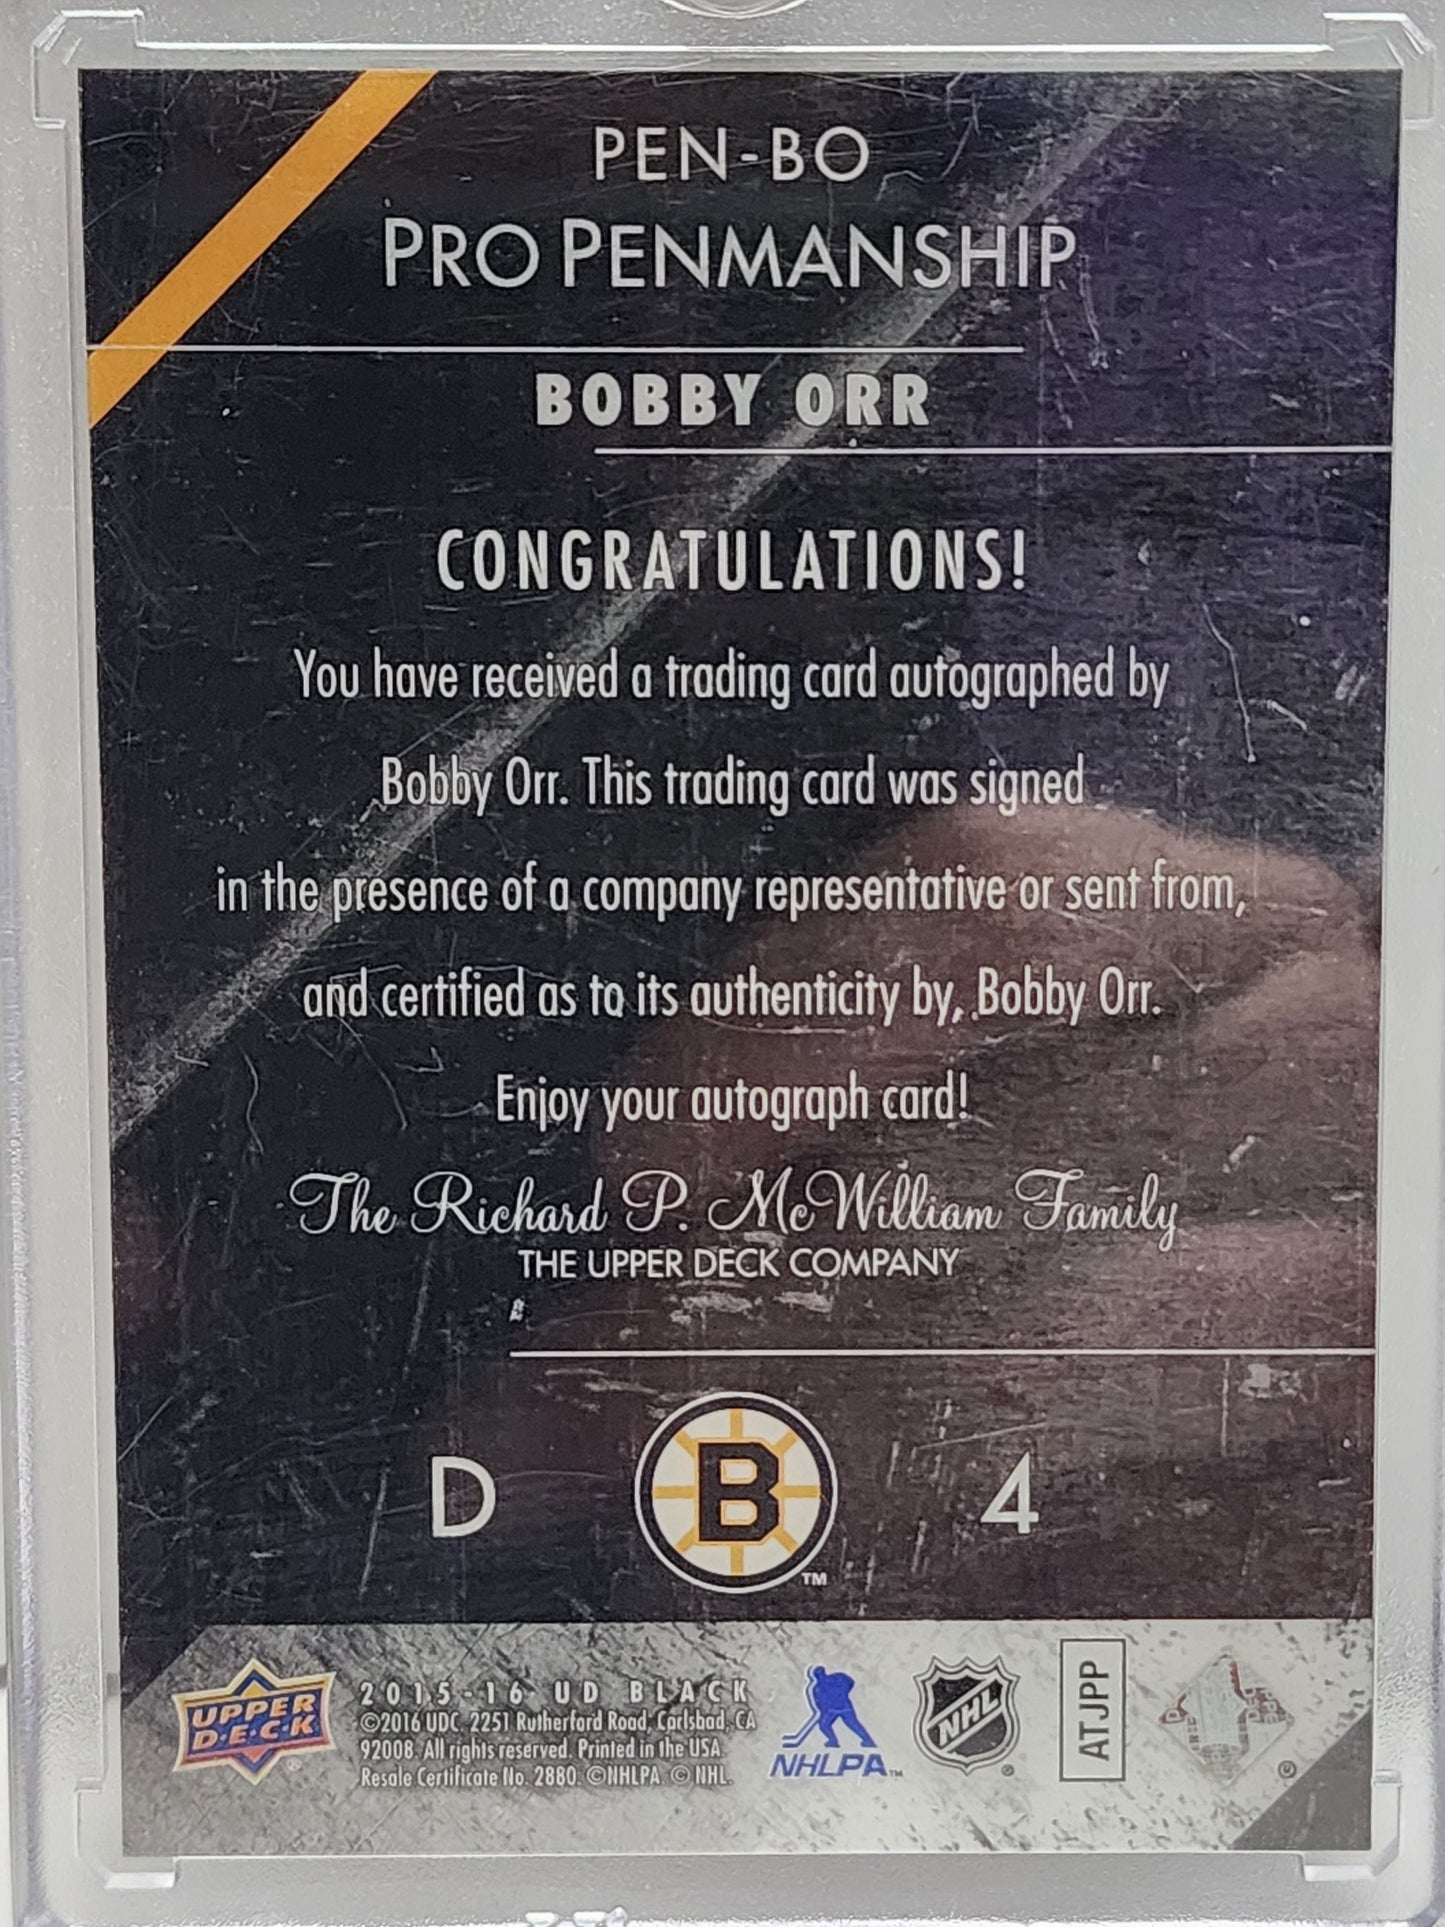 PEN-BO
PRO PENMANSHIP
BOBBY ORR
CONGRATULATIONS!
You have received a trading card autographed by
Bobby Orr. This trading card was signed
in the presence of a company representative or sent from,
and certified as to its authenticity by, Bobby Orr.
Enjoy your autograph card!
The Richard P. McWilliam Family
THE UPPER DECK COMPANY
D
B
TM
4
UPPER
D·E·C·K
2015-16 UD BLACK
©2016 UDC, 2251 Rutherford Road, Carlsbad, CA
92008. All rights reserved. Printed in the USA.
Resale Certificate No. 2880. ©NHLPA. © NHL.
NHLPA™
NHL
®
ATJPP
®